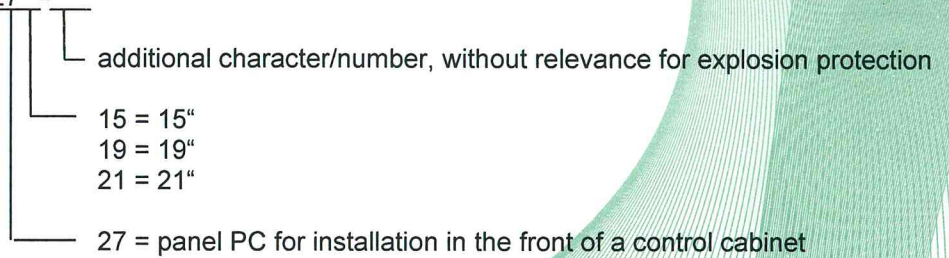 additional character/number, without relevance for explosion protection
15 = 15“
19 = 19“
21 = 21“
27 = panel PC for installation in the front of a control cabinet